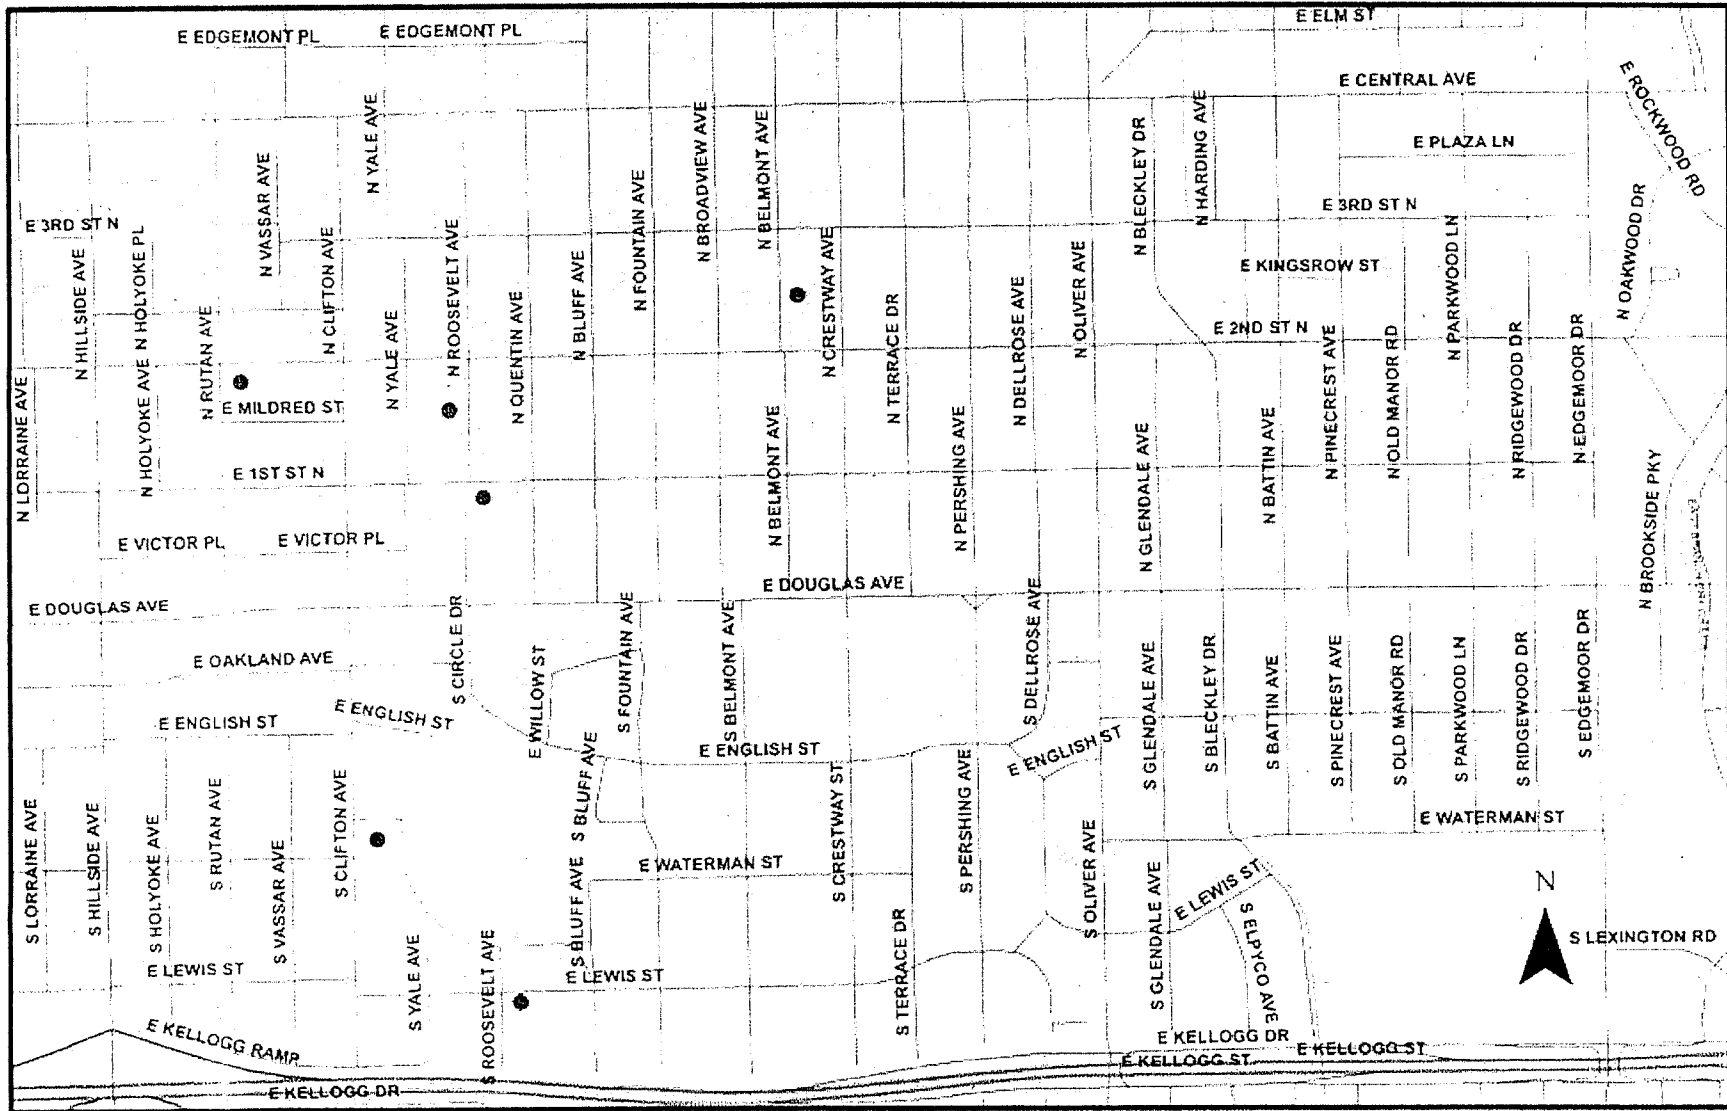 E ELM ST
E EDGEMONT PL
E EDGEMONT PL
E CENTRAL AVE
E ROCKWOOD RD
N YALE AVE
N BROADVIEW AVE
N BELMONT AVE
N BLECKLEY DR
N HARDING AVE
E PLAZA LN
N VASSAR AVE
N FOUNTAIN AVE
E 3RD ST N
E 3RD ST N
N OAKWOOD DR
N HILLSIDE AVE
N HOLYOKE PL
N CLIFTON AVE
N ROOSEVELT AVE
N BLUFF AVE
N CRESTWAY AVE
N OLIVER AVE
N PARKWOOD LN
E KINGSROW ST
N RUTAN AVE
N YALE AVE
N QUENTIN AVE
N TERRACE DR
N DELLROSE AVE
E 2ND ST N
N PINECREST AVE
N OLD MANOR RD
N RIDGEWOOD DR
N EDGEMOOR DR
N LORRAINE AVE
N HOLYOKE AVE
E MILDRED ST
N BELMONT AVE
N PERSHING AVE
N GLENDALE AVE
N BATTIN AVE
E 1ST ST N
N BROOKSIDE PKY
E VICTOR PL
E VICTOR PL
E DOUGLAS AVE
E DOUGLAS AVE
S CIRCLE DR
E WILLOW ST
S FOUNTAIN AVE
S BELMONT AVE
S DELLROSE AVE
E OAKLAND AVE
S GLENDALE AVE
S BLECKLEY DR
S BATTIN AVE
S PINECREST AVE
S OLD MANOR RD
S PARKWOOD LN
S RIDGEWOOD DR
S EDGEMOOR DR
E ENGLISH ST
E ENGLISH ST
E ENGLISH ST
E ENGLISH ST
S LORRAINE AVE
S HILLSIDE AVE
S HOLYOKE AVE
S RUTAN AVE
S VASSAR AVE
S CLIFTON AVE
S BLUFF AVE
S CRESTWAY ST
S PERSHING AVE
S OLIVER AVE
E WATERMAN ST
E WATERMAN ST
S BLUFF AVE
S GLENDALE AVE
E LEWIS ST
S ELPYCO AVE
N
S LEXINGTON RD
S YALE AVE
S ROOSEVELT AVE
S TERRACE DR
E LEWIS ST
E LEWIS ST
E KELLOGG RAMP
E KELLOGG DR
E KELLOGG ST
E KELLOGG ST
E KELLOGG DR